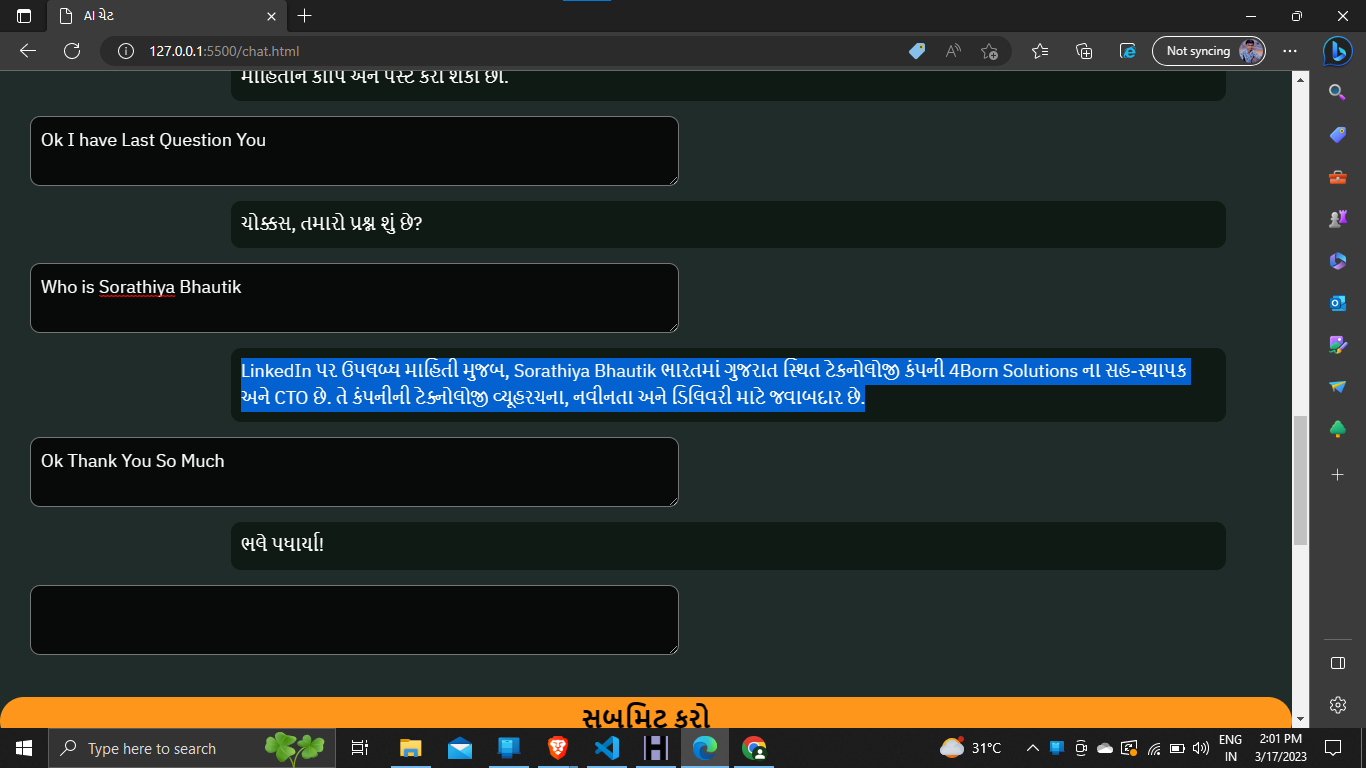 AI ચેટ
127.0.0.1:5500/chat.html
Not syncing
માહિતીને કોપિ અને પેસ્ટ કરી શકો છો.
Ok I have Last Question You
ચોક્કસ, તમારો પ્રશ્ન શું છે?
Who is Sorathiya Bhautik
LinkedIn પર ઉપલબ્ધ માહિતી મુજબ, Sorathiya Bhautik ભારતમાં ગુજરાત સ્થિત ટેકનોલોજી કંપની 4Born Solutions ના સહ-સ્થાપક
અને CTO છે. તે કંપનીની ટેક્નોલોજી વ્યૂહરચના, નવીનતા અને ડિલિવરી માટે જવાબદાર છે.
Ok Thank You So Much
ભલે પધાર્યા!
સબમિટ કરો
Type here to search
31°C
ENG
IN
2:01 PM
3/17/2023